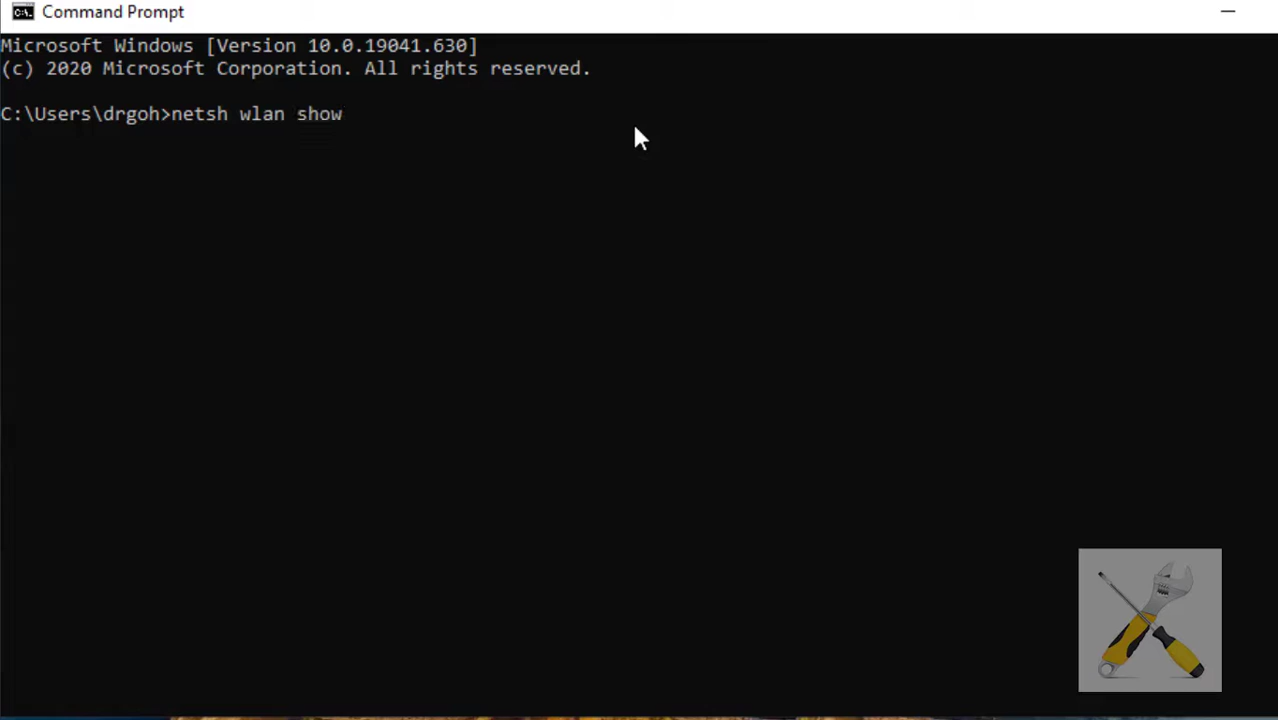 Command Prompt
Microsoft Windows [Version 10.0.19041.630]
(c) 2020 Microsoft Corporation. All rights reserved.
C:\Users\drgoh>netsh wlan show